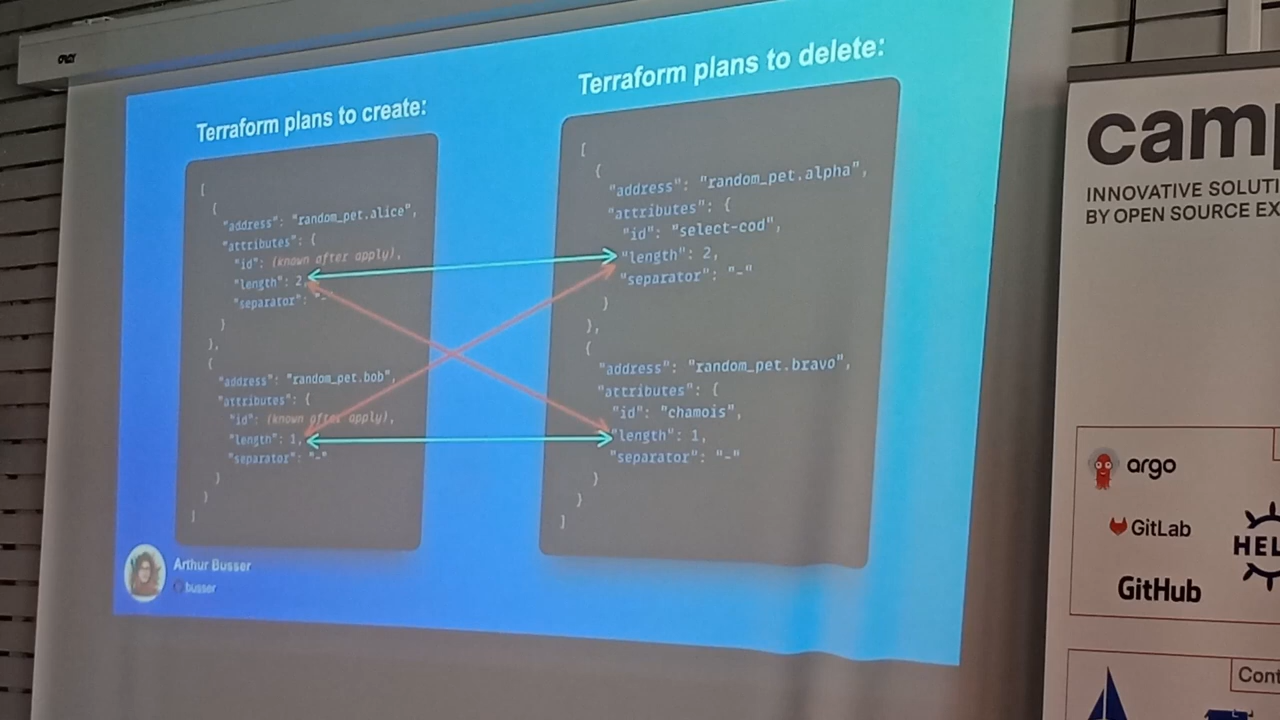 Terraform plans to create:
[
{
"address": "random_pet.alice",
"attributes": {
"id": (known after apply),
"length": 2,
"separator": "-
}
},
{
"address": "random_pet.bob",
"attributes": {
"id": (known after apply),
"length": 1,
"separator": "-"
}
}
]
Terraform plans to delete:
[
{
"address": "random_pet.alpha",
"attributes": {
"id": "select-cod",
"length": 2,
"separator": "-"
}
},
{
"address": "random_pet.bravo",
"attributes": {
"id": "chamois",
"length": 1,
"separator": "-"
}
}
]
Arthur Busser
busser
cam
INNOVATIVE SOLUTI
BY OPEN SOURCE EX
argo
GitLab
HEL
GitHub
Cont